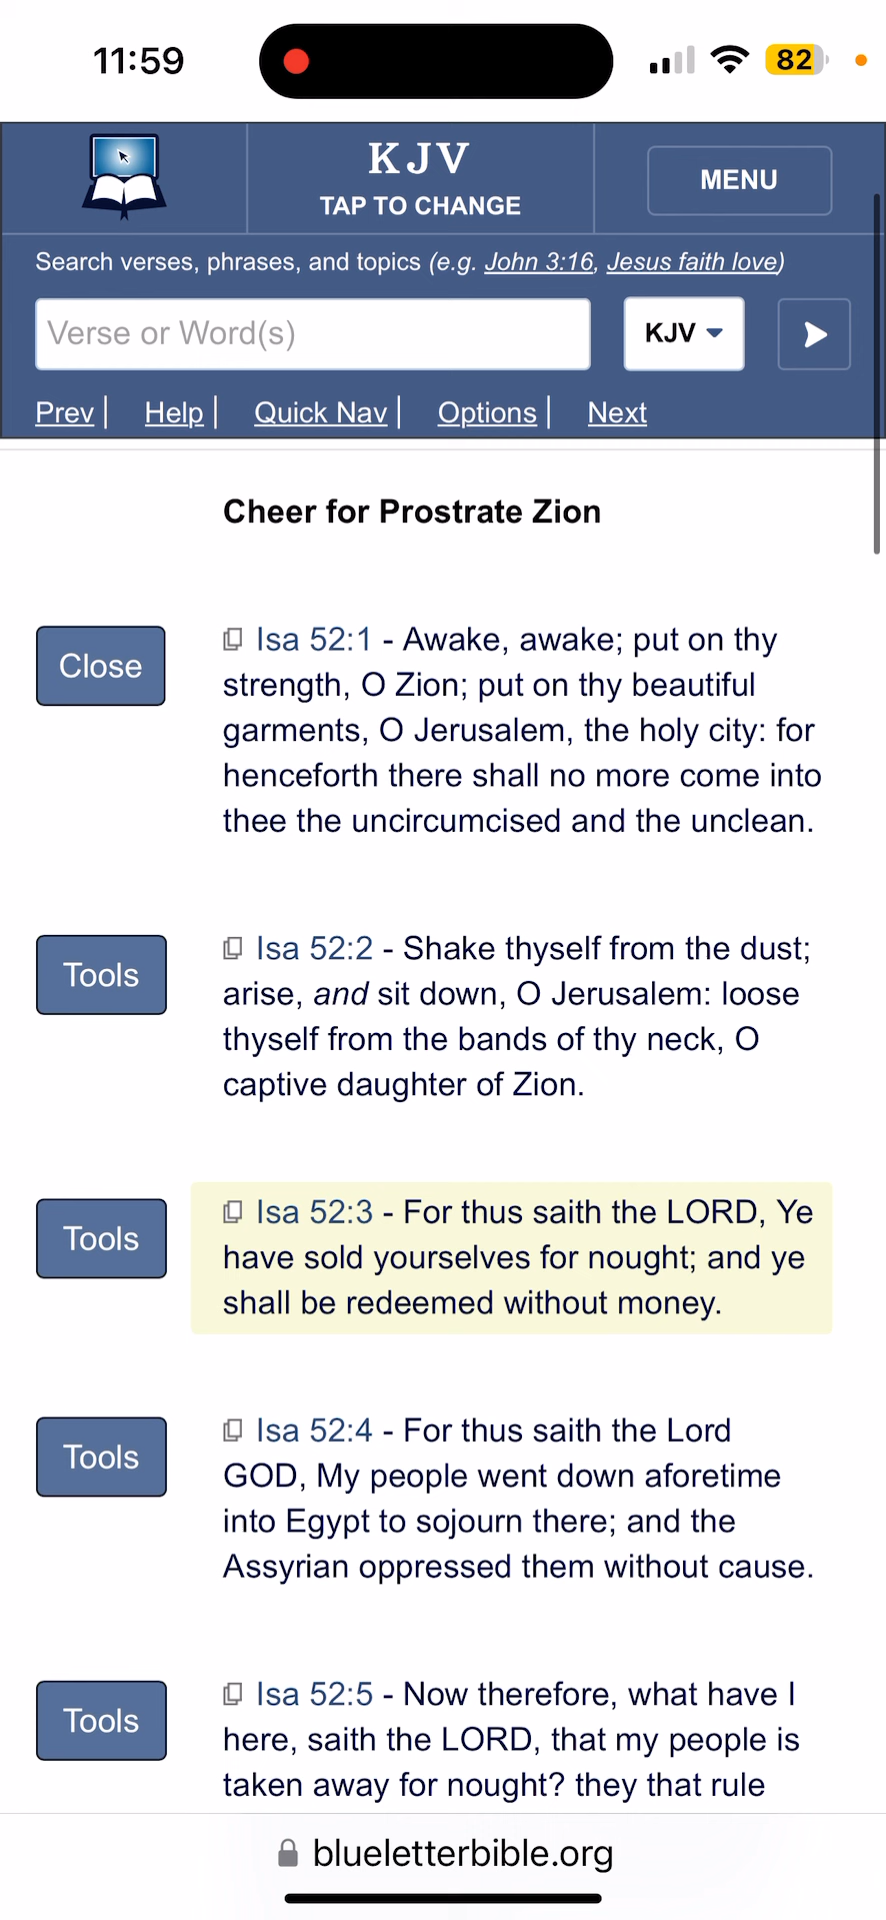 11:59
82
KJV
TAP TO CHANGE
MENU
Search verses, phrases, and topics (e.g. John 3:16, Jesus faith love)
Verse or Word(s)
KJV
Prev | Help | Quick Nav | Options | Next
Cheer for Prostrate Zion
Close
Isa 52:1 - Awake, awake; put on thy
strength, O Zion; put on thy beautiful
garments, O Jerusalem, the holy city: for
henceforth there shall no more come into
thee the uncircumcised and the unclean.
Tools
Isa 52:2 - Shake thyself from the dust;
arise, and sit down, O Jerusalem: loose
thyself from the bands of thy neck, O
captive daughter of Zion.
Tools
Isa 52:3 - For thus saith the LORD, Ye
have sold yourselves for nought; and ye
shall be redeemed without money.
Tools
Isa 52:4 - For thus saith the Lord
GOD, My people went down aforetime
into Egypt to sojourn there; and the
Assyrian oppressed them without cause.
Tools
Isa 52:5 - Now therefore, what have I
here, saith the LORD, that my people is
taken away for nought? they that rule
blueletterbible.org